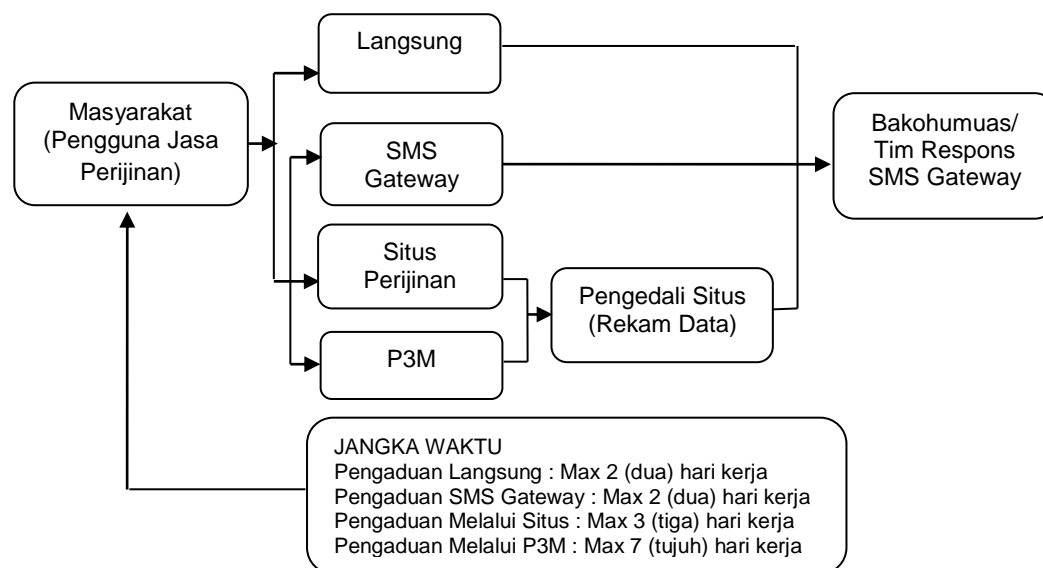 Langsung
Masyarakat
(Pengguna Jasa
Perijinan)
SMS
Gateway
Bakohumuas/
Tim Respons
SMS Gateway
Situs
Perijinan
Pengedali Situs
(Rekam Data)
P3M
JANGKA WAKTU
Pengaduan Langsung : Max 2 (dua) hari kerja
Pengaduan SMS Gateway : Max 2 (dua) hari kerja
Pengaduan Melalui Situs : Max 3 (tiga) hari kerja
Pengaduan Melalui P3M : Max 7 (tujuh) hari kerja